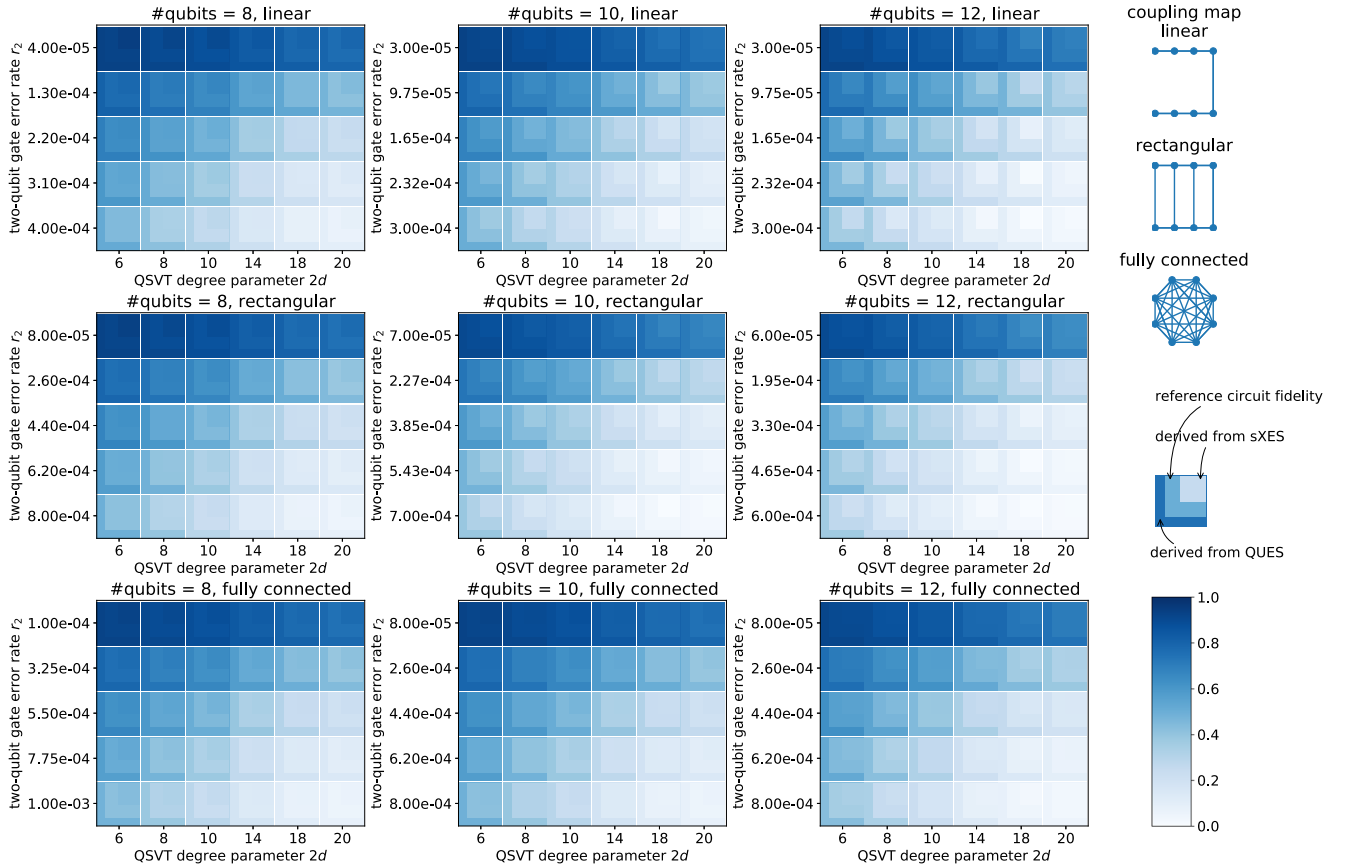 #qubits = 8, linear
two-qubit gate error rate r₂
4.00e-05
1.30e-04
2.20e-04
3.10e-04
4.00e-04
6 8 10 14 18 20
QSVT degree parameter 2d
#qubits = 10, linear
two-qubit gate error rate r₂
3.00e-05
9.75e-05
1.65e-04
2.32e-04
3.00e-04
6 8 10 14 18 20
QSVT degree parameter 2d
#qubits = 12, linear
two-qubit gate error rate r₂
3.00e-05
9.75e-05
1.65e-04
2.32e-04
3.00e-04
6 8 10 14 18 20
QSVT degree parameter 2d
#qubits = 8, rectangular
two-qubit gate error rate r₂
8.00e-05
2.60e-04
4.40e-04
6.20e-04
8.00e-04
6 8 10 14 18 20
QSVT degree parameter 2d
#qubits = 10, rectangular
two-qubit gate error rate r₂
7.00e-05
2.27e-04
3.85e-04
5.43e-04
7.00e-04
6 8 10 14 18 20
QSVT degree parameter 2d
#qubits = 12, rectangular
two-qubit gate error rate r₂
6.00e-05
1.95e-04
3.30e-04
4.65e-04
6.00e-04
6 8 10 14 18 20
QSVT degree parameter 2d
#qubits = 8, fully connected
two-qubit gate error rate r₂
1.00e-04
3.25e-04
5.50e-04
7.75e-04
1.00e-03
6 8 10 14 18 20
QSVT degree parameter 2d
#qubits = 10, fully connected
two-qubit gate error rate r₂
8.00e-05
2.60e-04
4.40e-04
6.20e-04
8.00e-04
6 8 10 14 18 20
QSVT degree parameter 2d
#qubits = 12, fully connected
two-qubit gate error rate r₂
8.00e-05
2.60e-04
4.40e-04
6.20e-04
8.00e-04
6 8 10 14 18 20
QSVT degree parameter 2d
coupling map
linear
rectangular
fully connected
reference circuit fidelity
derived from sXES
derived from QUES
1.0
0.8
0.6
0.4
0.2
0.0